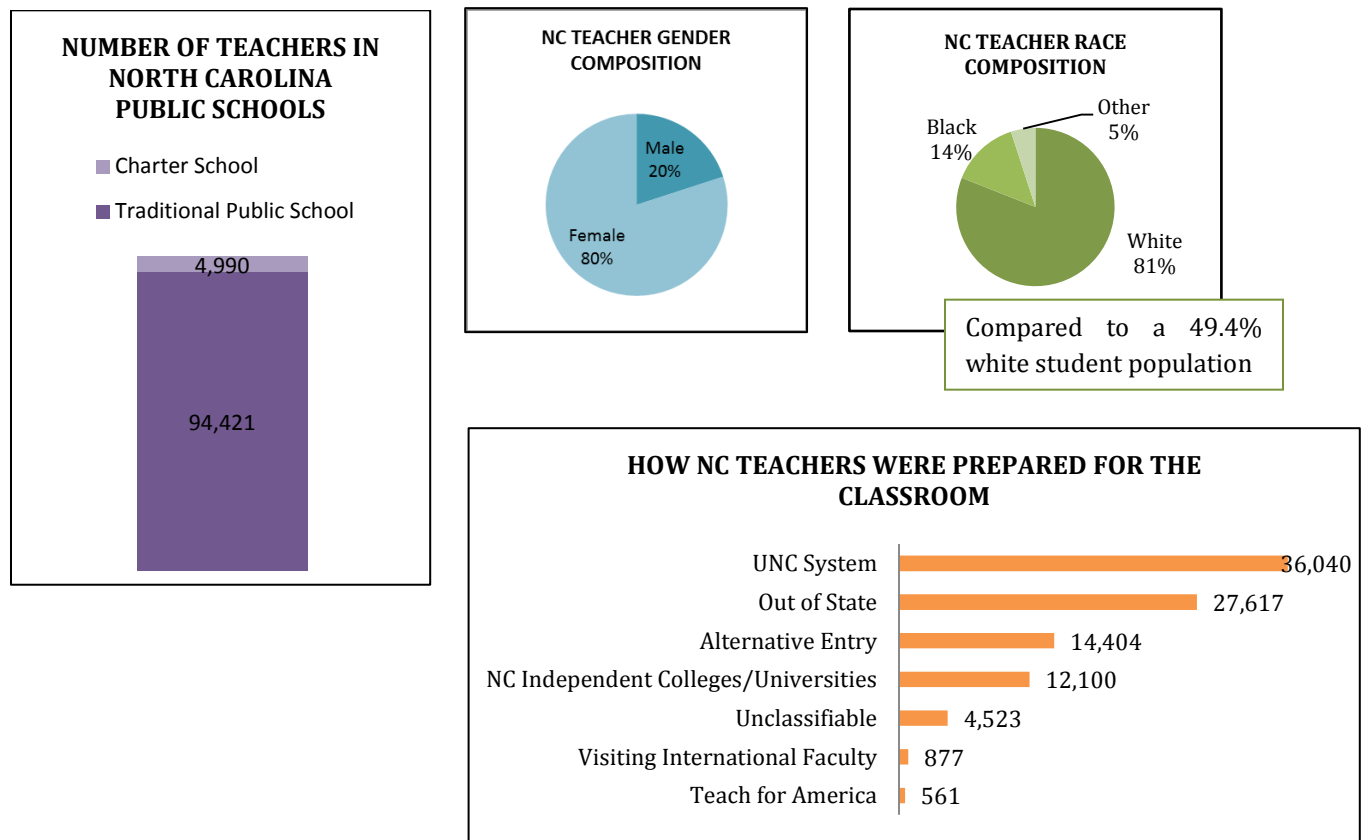 NUMBER OF TEACHERS IN
NORTH CAROLINA
PUBLIC SCHOOLS
Charter School
Traditional Public School
4,990
94,421
NC TEACHER GENDER
COMPOSITION
Male
20%
Female
80%
NC TEACHER RACE
COMPOSITION
Other
5%
Black
14%
White
81%
Compared to a 49.4%
white student population
HOW NC TEACHERS WERE PREPARED FOR THE
CLASSROOM
UNC System 36,040
Out of State 27,617
Alternative Entry 14,404
NC Independent Colleges/Universities 12,100
Unclassifiable 4,523
Visiting International Faculty 877
Teach for America 561